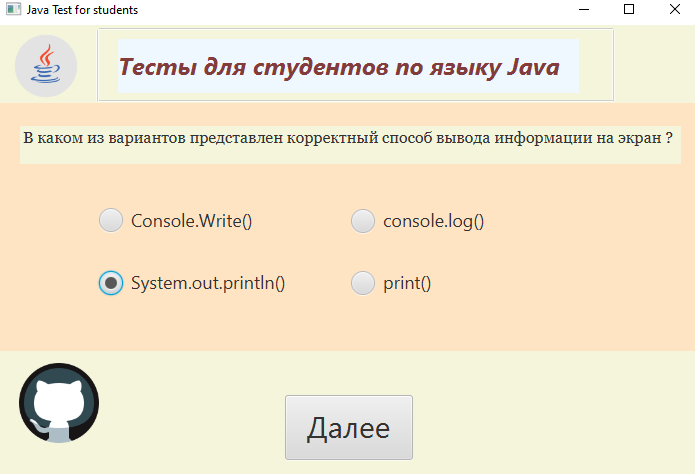 Java Test for students
Тесты для студентов по языку Java
В каком из вариантов представлен корректный способ вывода информации на экран ?
Console.Write()
console.log()
System.out.println()
print()
Далее